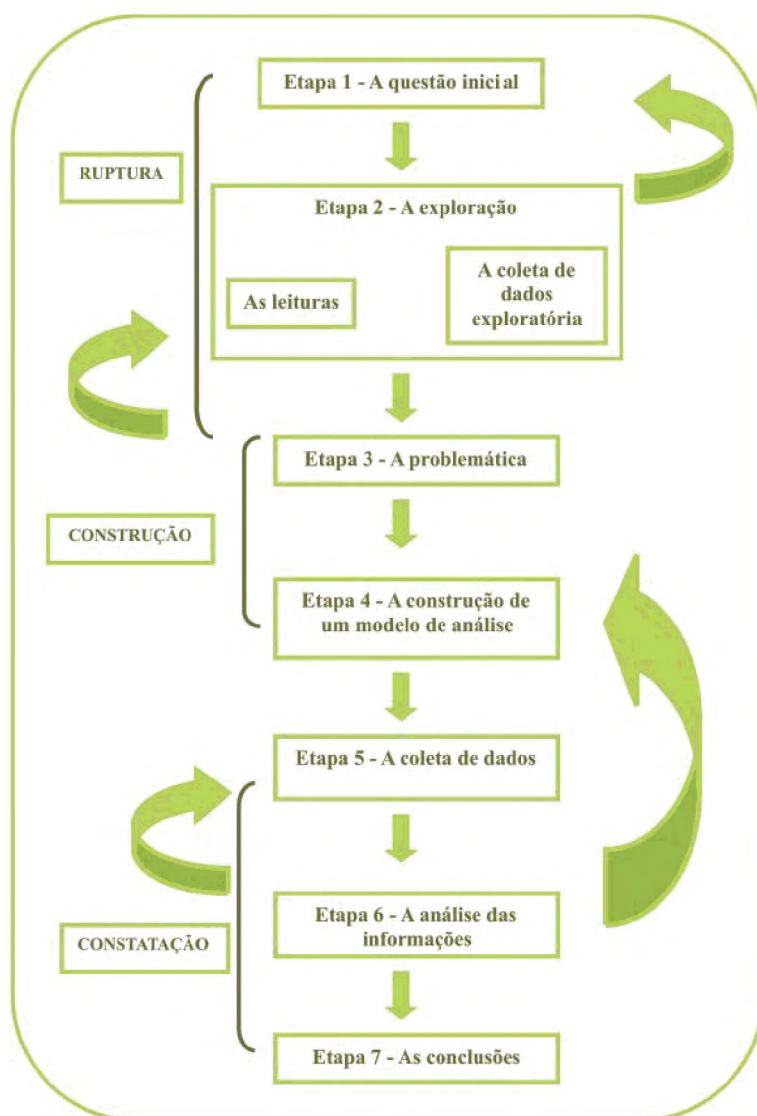 Etapa 1 - A questão inicial
RUPTURA
Etapa 2 - A exploração
As leituras
A coleta de
dados
exploratória
Etapa 3 - A problemática
CONSTRUÇÃO
Etapa 4 - A construção de
um modelo de análise
Etapa 5 - A coleta de dados
Etapa 6 - A análise das
informações
CONSTATAÇÃO
Etapa 7 - As conclusões